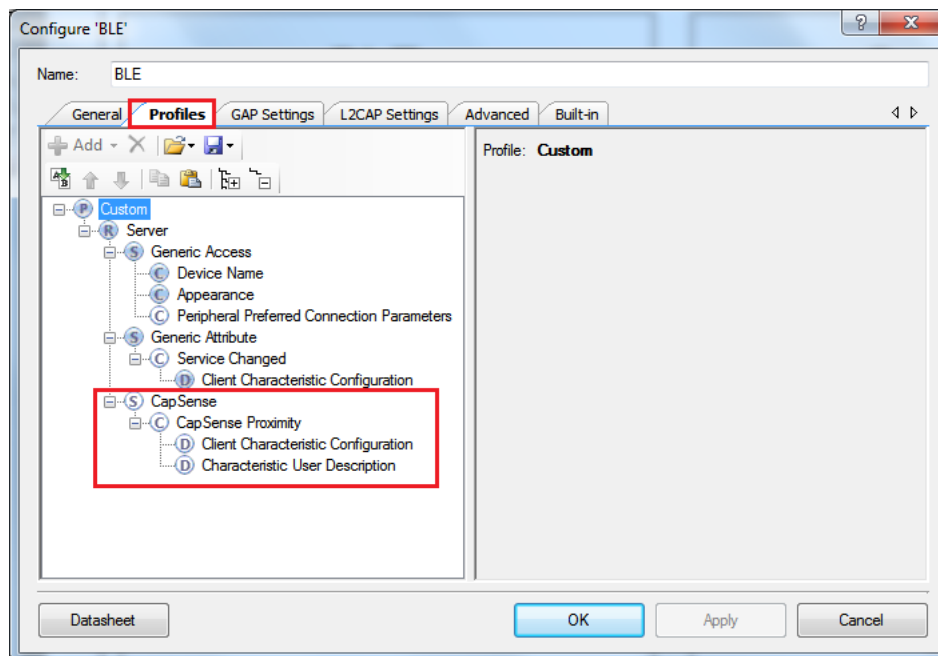 Configure 'BLE'
Name: BLE
General Profiles GAP Settings L2CAP Settings Advanced Built-in
Add
Profile: Custom
P Custom
R Server
S Generic Access
C Device Name
C Appearance
C Peripheral Preferred Connection Parameters
S Generic Attribute
C Service Changed
D Client Characteristic Configuration
S CapSense
C CapSense Proximity
D Client Characteristic Configuration
D Characteristic User Description
Datasheet OK Apply Cancel